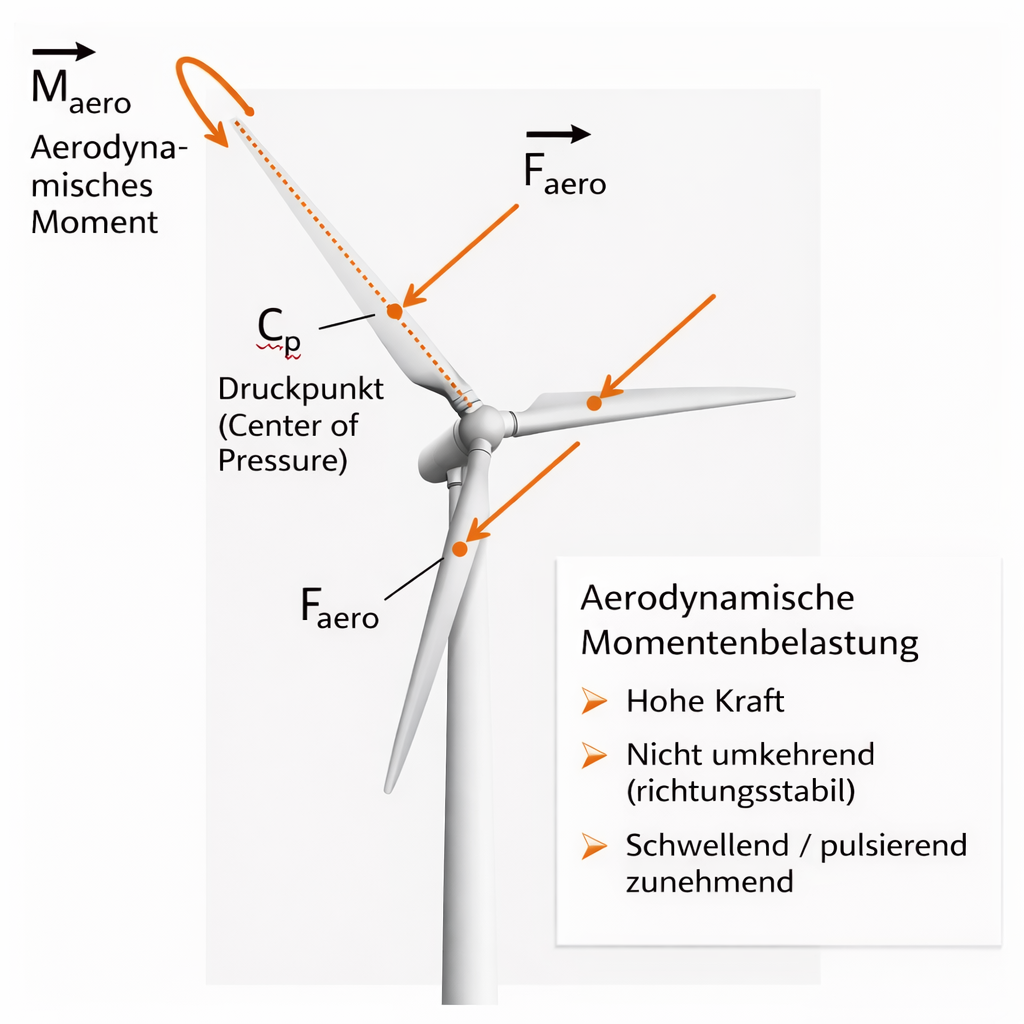 M aero
Aerodyna-
misches
Moment
F aero
Cp
Druckpunkt
(Center of
Pressure)
F aero
Aerodynamische
Momentenbelastung
Hohe Kraft
Nicht umkehrend
(richtungsstabil)
Schwellend / pulsierend
zunehmend